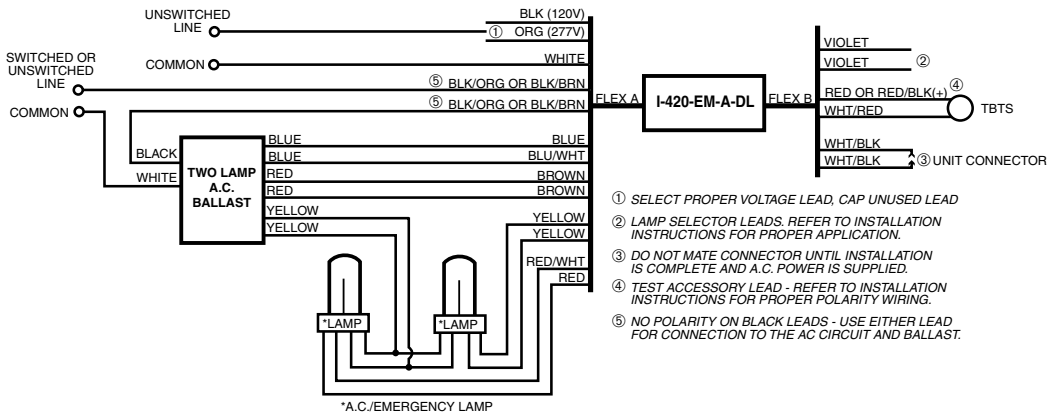 UNSWITCHED
LINE
BLK (120V)
① ORG (277V)
COMMON
WHITE
SWITCHED OR
UNSWITCHED
LINE
⑤ BLK/ORG OR BLK/BRN
COMMON
⑤ BLK/ORG OR BLK/BRN
BLACK
WHITE
TWO LAMP
A.C.
BALLAST
BLUE
BLUE
RED
RED
YELLOW
YELLOW
BLUE
BLU/WHT
BROWN
BROWN
YELLOW
YELLOW
RED/WHT
RED
*LAMP
*LAMP
*A.C./EMERGENCY LAMP
FLEX A
I-420-EM-A-DL
FLEX B
VIOLET
VIOLET
②
RED OR RED/BLK(+)
④
WHT/RED
TBTS
WHT/BLK
WHT/BLK
③ UNIT CONNECTOR
① SELECT PROPER VOLTAGE LEAD, CAP UNUSED LEAD
② LAMP SELECTOR LEADS. REFER TO INSTALLATION
INSTRUCTIONS FOR PROPER APPLICATION.
③ DO NOT MATE CONNECTOR UNTIL INSTALLATION
IS COMPLETE AND A.C. POWER IS SUPPLIED.
④ TEST ACCESSORY LEAD - REFER TO INSTALLATION
INSTRUCTIONS FOR PROPER POLARITY WIRING.
⑤ NO POLARITY ON BLACK LEADS - USE EITHER LEAD
FOR CONNECTION TO THE AC CIRCUIT AND BALLAST.